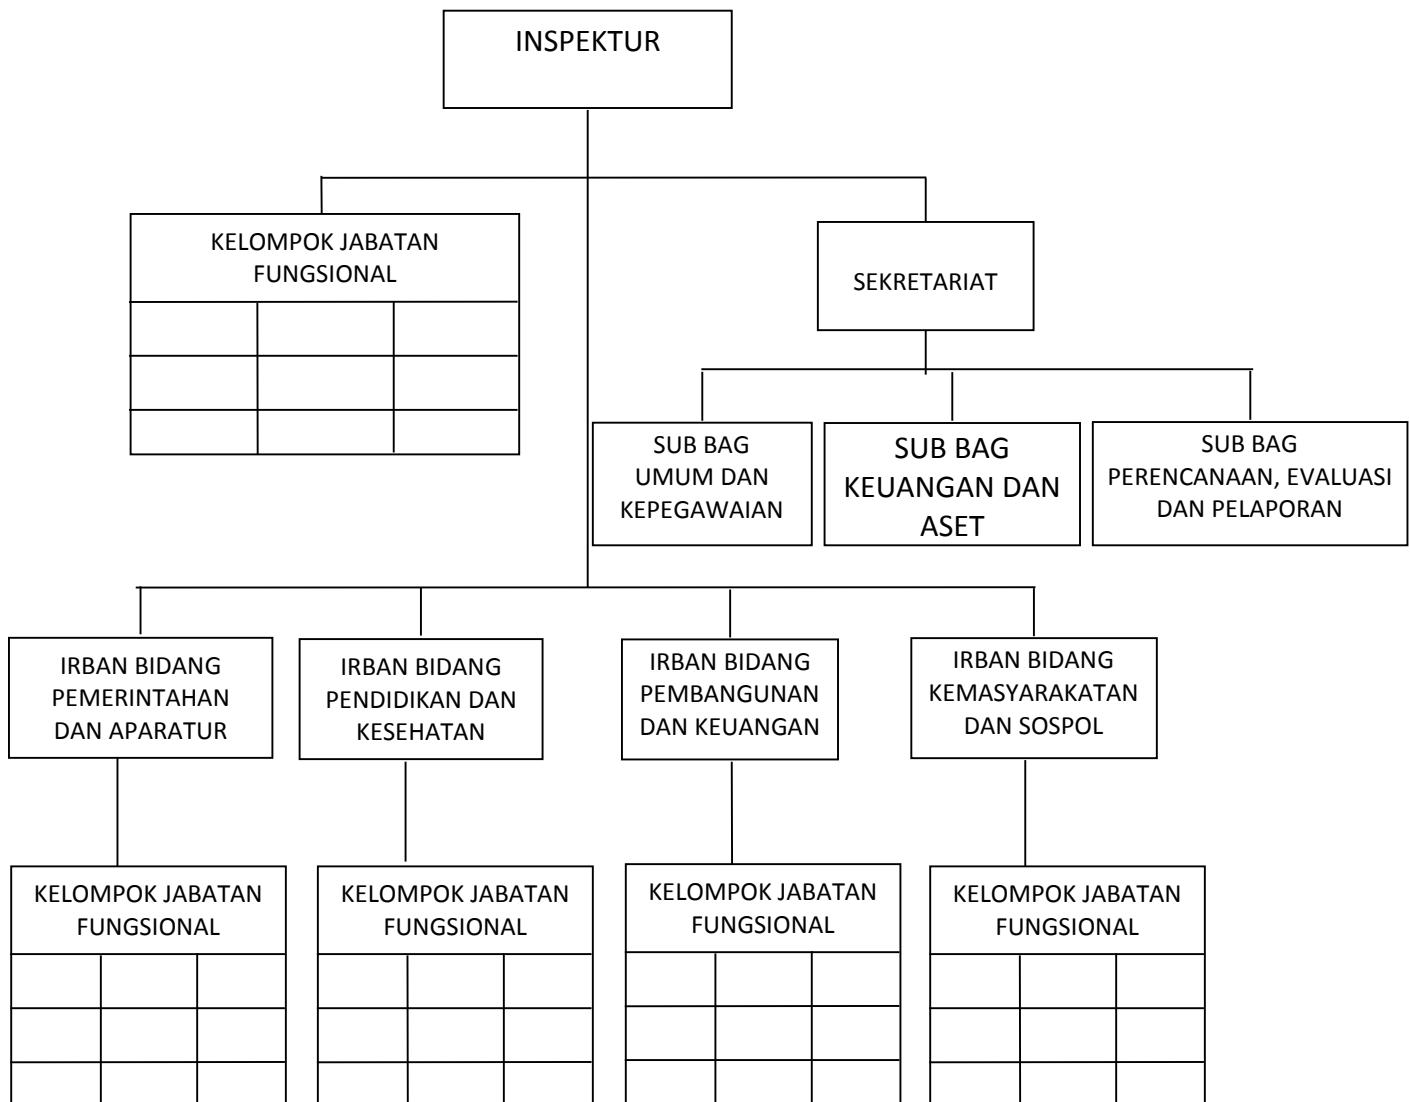 INSPEKTUR
KELOMPOK JABATAN
FUNGSIONAL
SEKRETARIAT
SUB BAG
UMUM DAN
KEPEGAWAIAN
SUB BAG
KEUANGAN DAN
ASET
SUB BAG
PERENCANAAN, EVALUASI
DAN PELAPORAN
IRBAN BIDANG
PEMERINTAHAN
DAN APARATUR
IRBAN BIDANG
PENDIDIKAN DAN
KESEHATAN
IRBAN BIDANG
PEMBANGUNAN
DAN KEUANGAN
IRBAN BIDANG
KEMASYARAKATAN
DAN SOSPOL
KELOMPOK JABATAN
FUNGSIONAL
KELOMPOK JABATAN
FUNGSIONAL
KELOMPOK JABATAN
FUNGSIONAL
KELOMPOK JABATAN
FUNGSIONAL